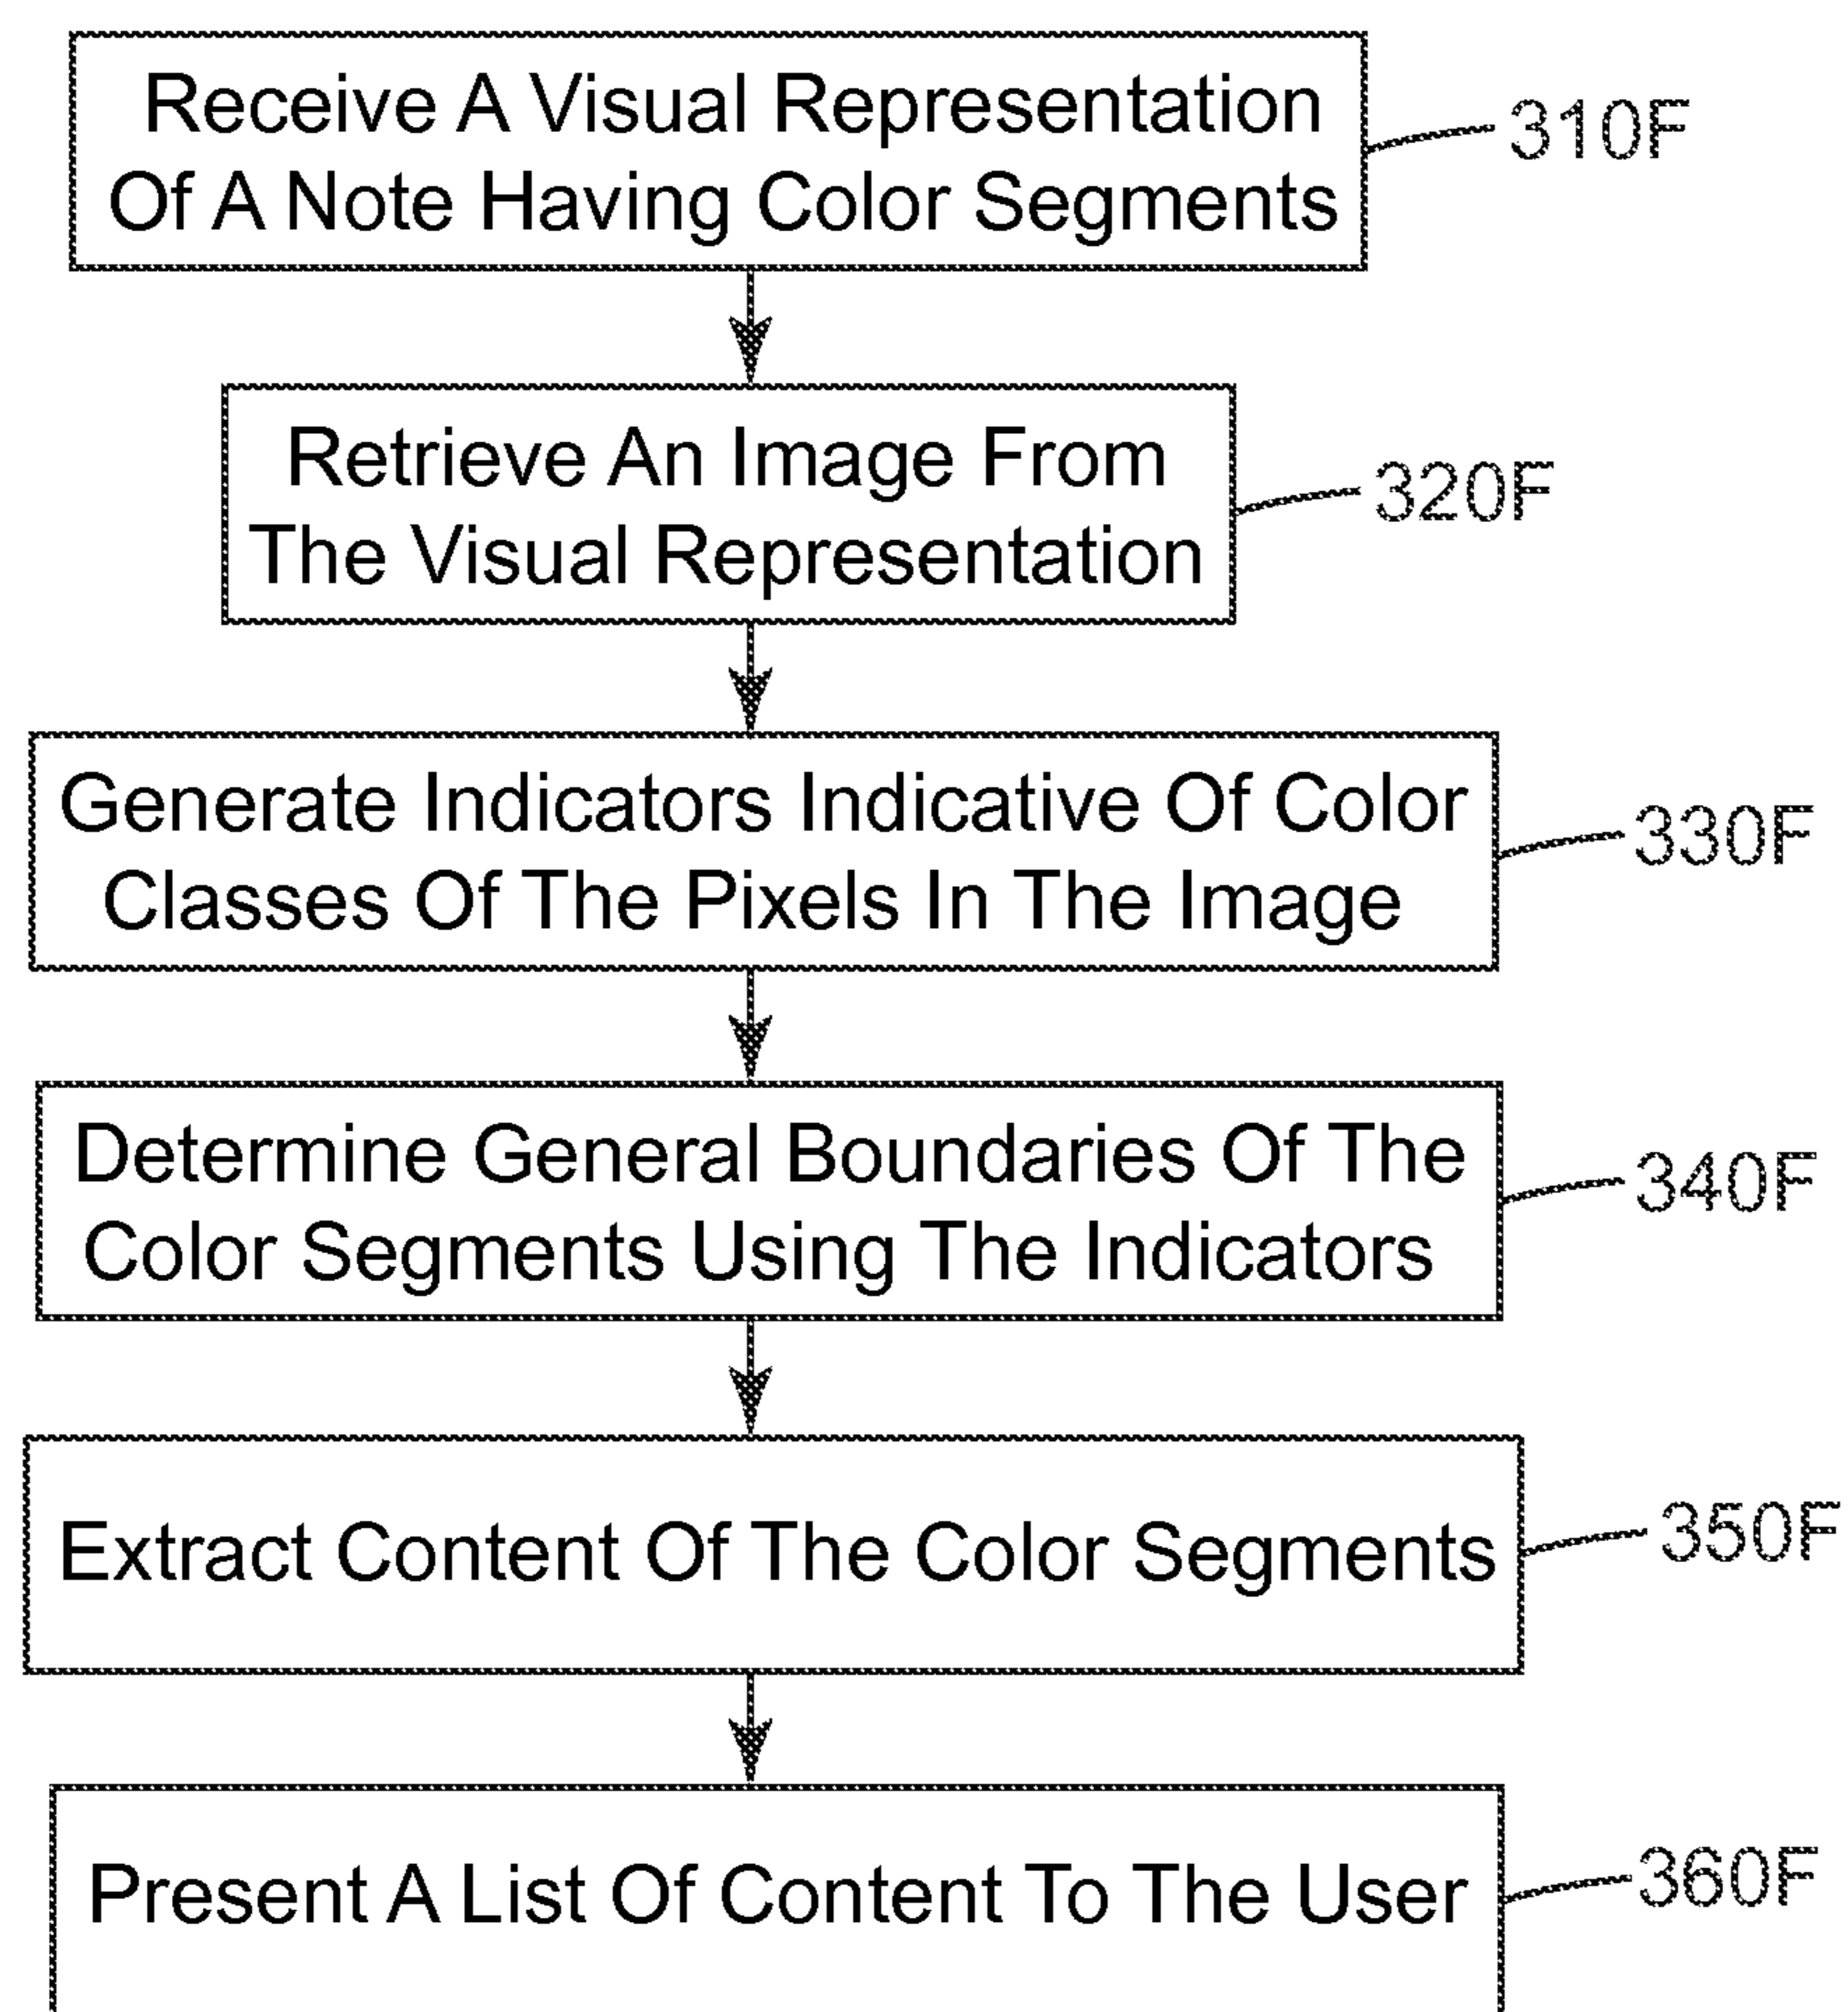 Receive A Visual Representation
Of A Note Having Color Segments
310F
Retrieve An Image From
The Visual Representation
320F
Generate Indicators Indicative Of Color
Classes Of The Pixels In The Image
330F
Determine General Boundaries Of The
Color Segments Using The Indicators
340F
Extract Content Of The Color Segments
350F
Present A List Of Content To The User
360F